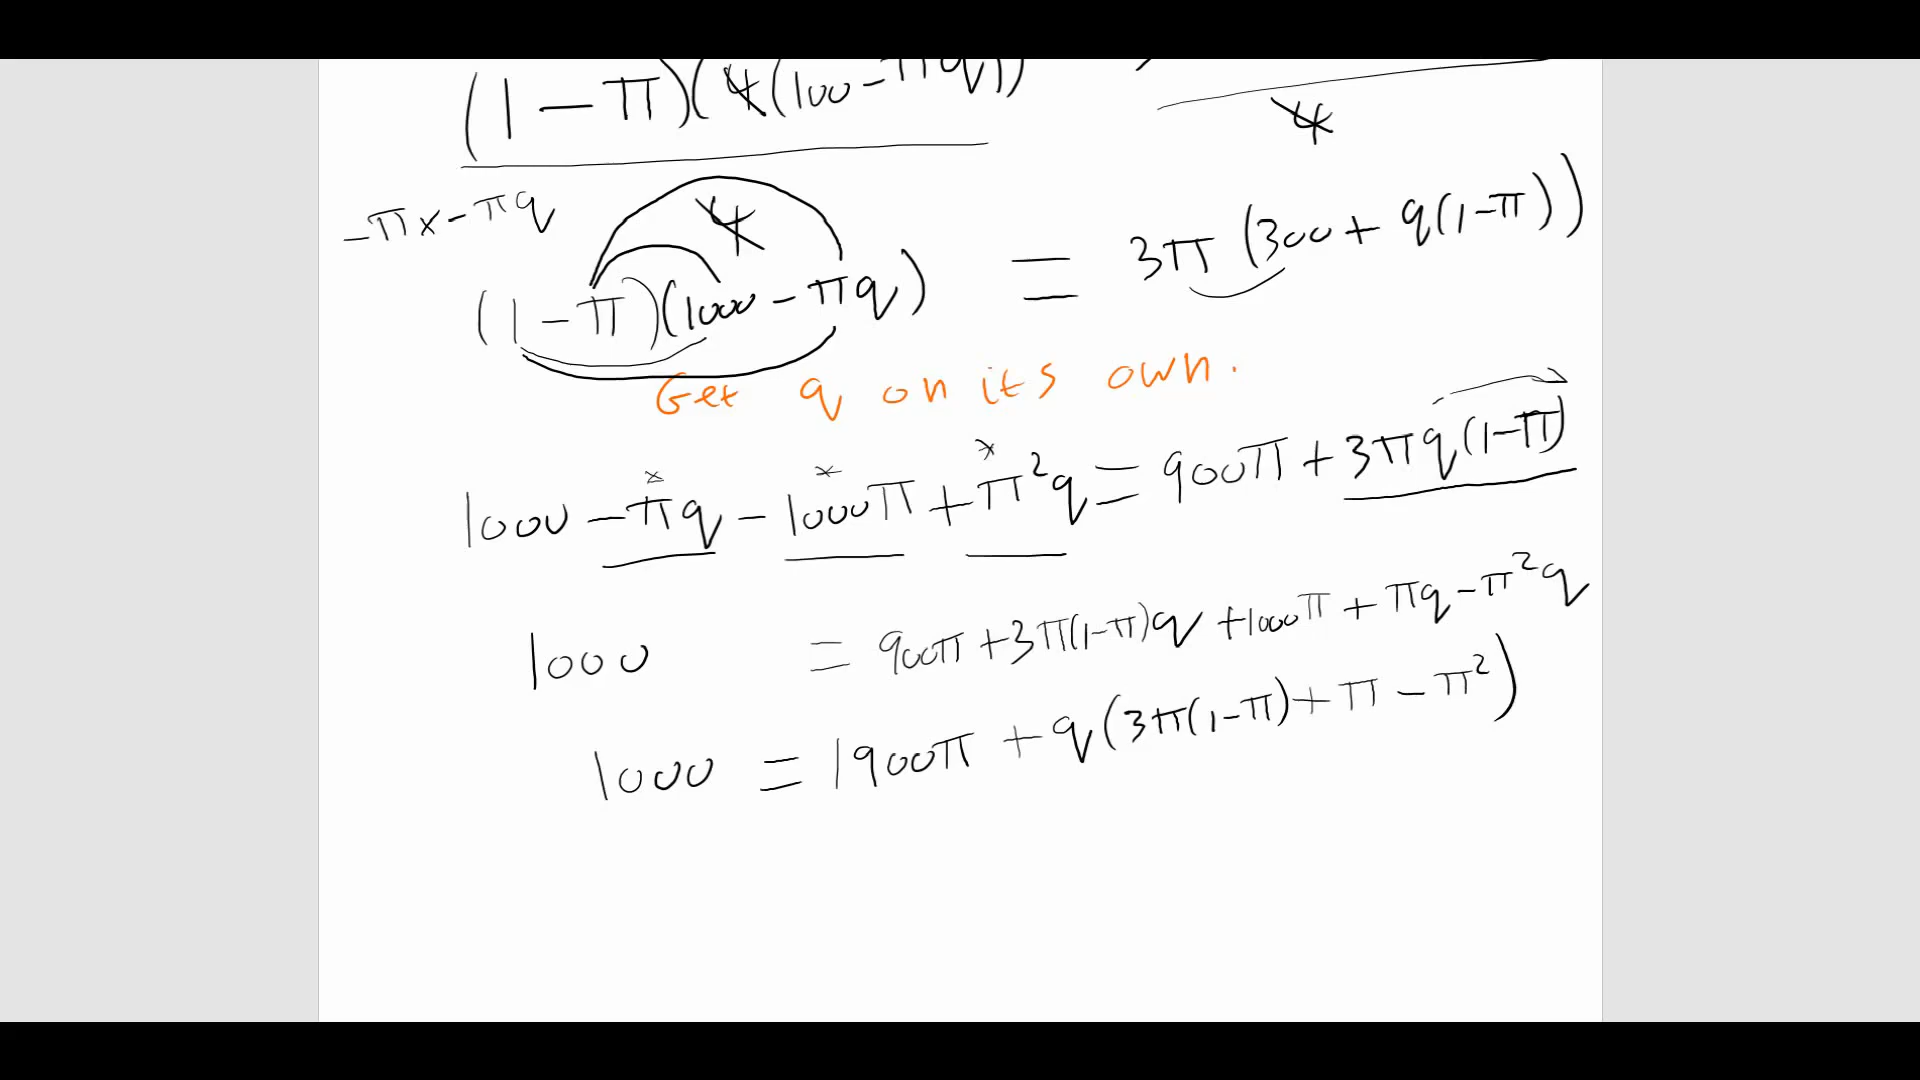 (1-π)(4(100-πq))
4
-πx-πq
4
(1-π)(1000-πq) = 3π(300+q(1-π))
Get q on its own.
1000-πq-1000π+π²q=900π+3πq(1-π)
1000 = 900π+3π(1-π)q+1000π+πq-π²q
1000 = 1900π+q(3π(1-π)+π-π²)